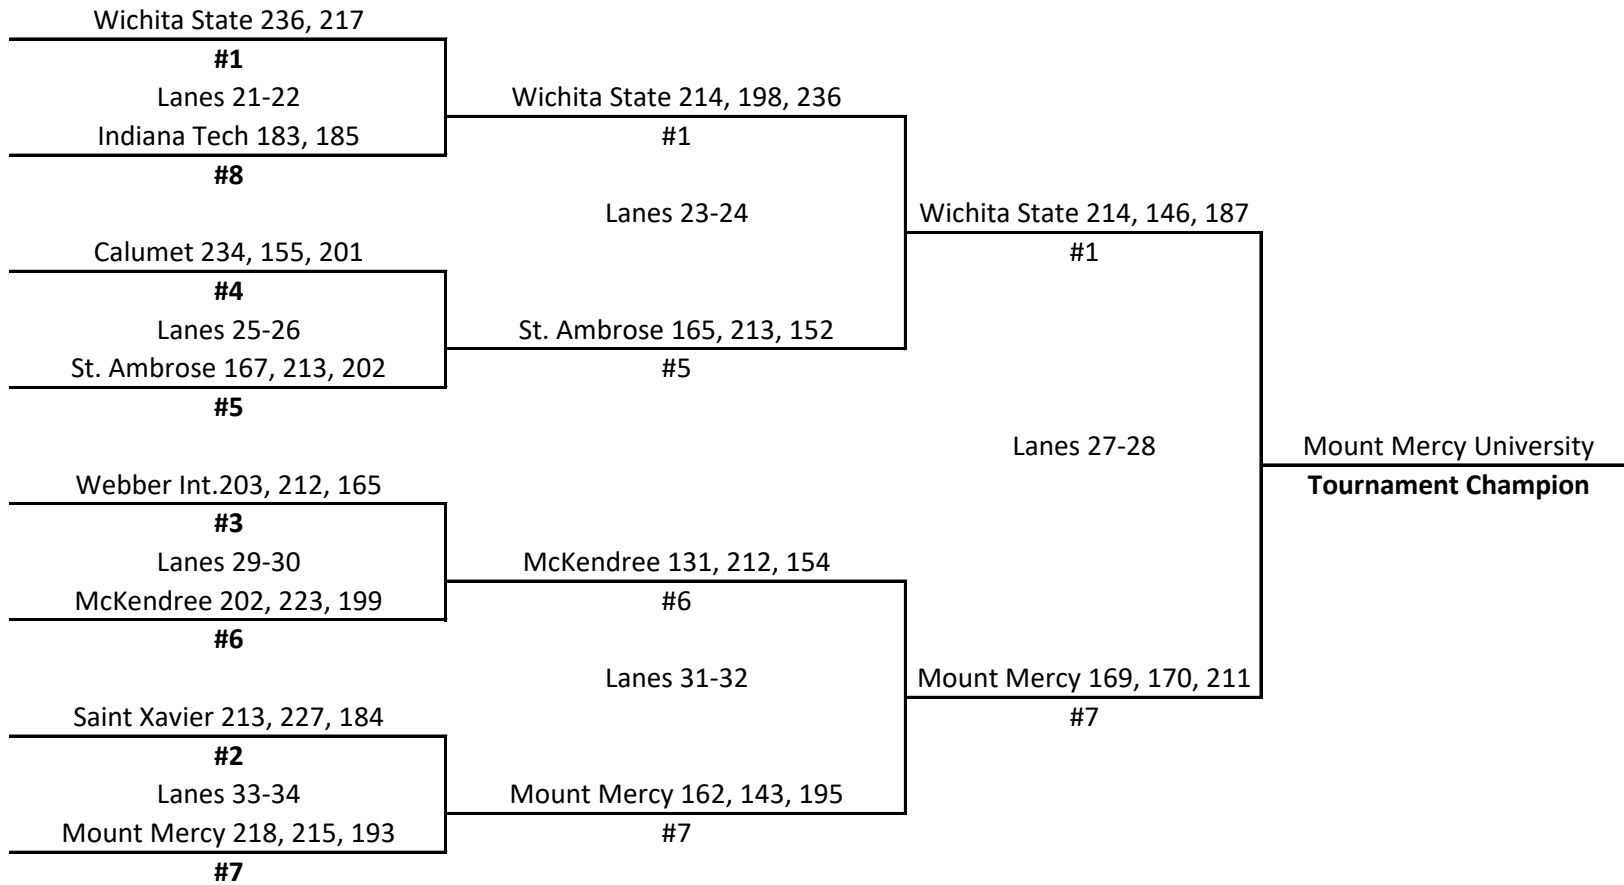 Wichita State 236, 217
#1
Lanes 21-22
Indiana Tech 183, 185
#8
Calumet 234, 155, 201
#4
Lanes 25-26
St. Ambrose 167, 213, 202
#5
Webber Int.203, 212, 165
#3
Lanes 29-30
McKendree 202, 223, 199
#6
Saint Xavier 213, 227, 184
#2
Lanes 33-34
Mount Mercy 218, 215, 193
#7
Wichita State 214, 198, 236
#1
Lanes 23-24
St. Ambrose 165, 213, 152
#5
McKendree 131, 212, 154
#6
Lanes 31-32
Mount Mercy 162, 143, 195
#7
Wichita State 214, 146, 187
#1
Lanes 27-28
Mount Mercy 169, 170, 211
#7
Mount Mercy University
Tournament Champion